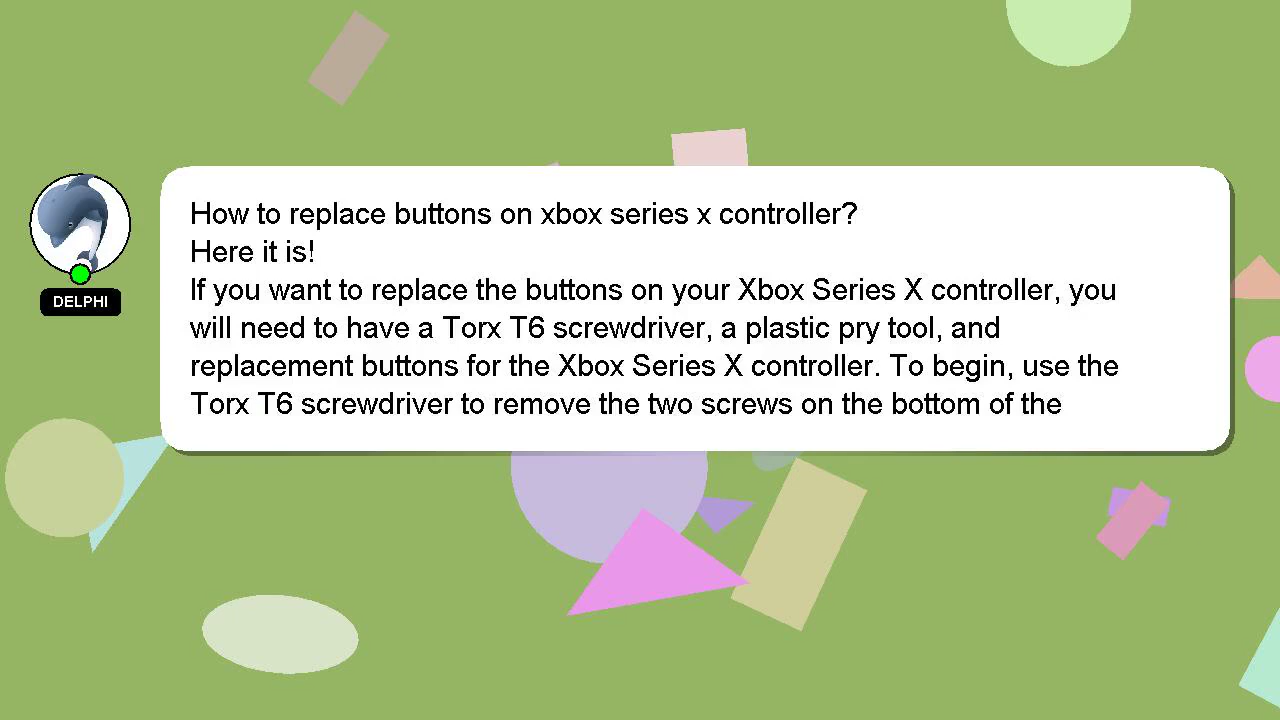 How to replace buttons on xbox series x controller?
Here it is!
If you want to replace the buttons on your Xbox Series X controller, you
will need to have a Torx T6 screwdriver, a plastic pry tool, and
replacement buttons for the Xbox Series X controller. To begin, use the
Torx T6 screwdriver to remove the two screws on the bottom of the
DELPHI